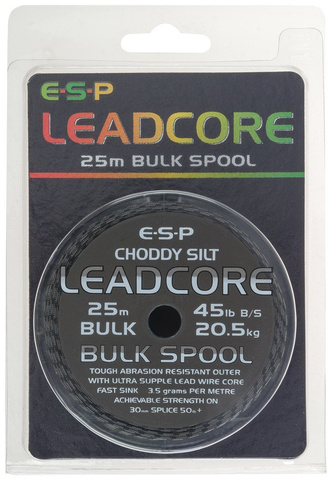 E-S-P
LEADCORE
25m BULK SPOOL
E-S-P
CHODDY SILT
LEADCORE
25m 45lb B/S
BULK 20.5kg
BULK SPOOL
TOUGH ABRASION RESISTANT OUTER
WITH ULTRA SUPPLE LEAD WIRE CORE
FAST SINK 3.5 GRAMS PER METRE
ACHIEVABLE STRENGTH ON
30mm SPLICE 50lb+